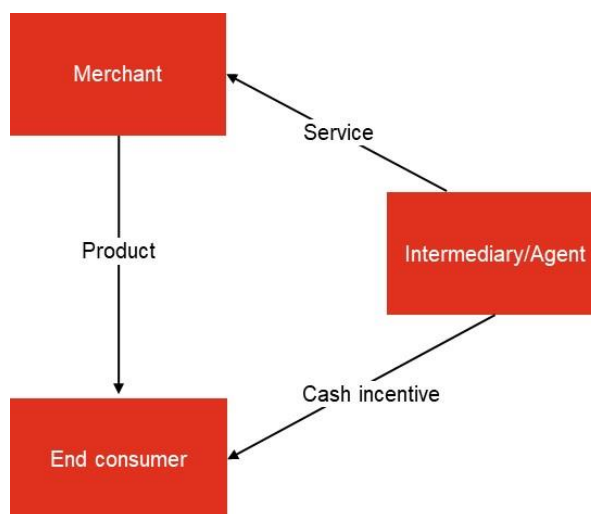 Merchant
Service
Product
Intermediary/Agent
Cash incentive
End consumer